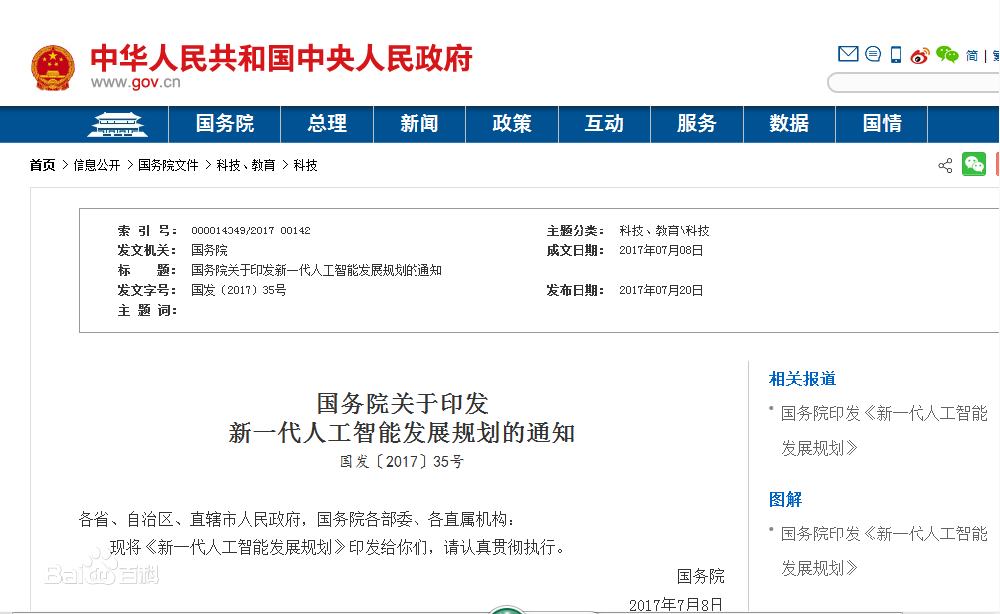 中华人民共和国中央人民政府
www.gov.cn
简 | 繁
国务院 总理 新闻 政策 互动 服务 数据 国情
首页 > 信息公开 > 国务院文件 > 科技、教育 > 科技
索 引 号： 000014349/2017-00142 主题分类： 科技、教育\科技
发文机关： 国务院 成文日期： 2017年07月08日
标 题： 国务院关于印发新一代人工智能发展规划的通知
发文字号： 国发〔2017〕35号 发布日期： 2017年07月20日
主 题 词：
国务院关于印发
新一代人工智能发展规划的通知
国发〔2017〕35号
各省、自治区、直辖市人民政府，国务院各部委、各直属机构：
现将《新一代人工智能发展规划》印发给你们，请认真贯彻执行。
国务院
2017年7月8日
相关报道
国务院印发《新一代人工智能
发展规划》
图解
国务院印发《新一代人工智能
发展规划》
Baidu百科